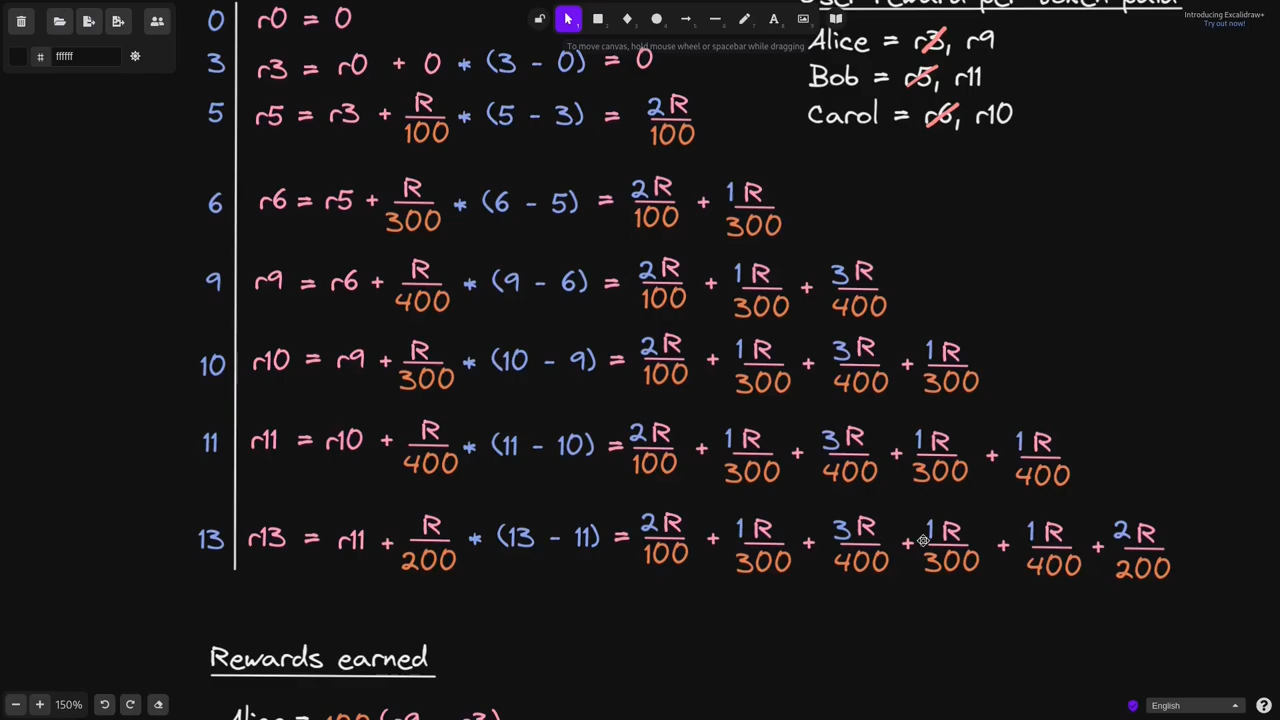 Introducing Excalidraw+
Try out now!
# ffffff
To move canvas, hold mouse wheel or spacebar while dragging
Alice = r3, r9
Bob = r5, r11
Carol = r6, r10
0 r0 = 0
3 r3 = r0 + 0 * (3 - 0) = 0
5 r5 = r3 + R/100 * (5 - 3) = 2R/100
6 r6 = r5 + R/300 * (6 - 5) = 2R/100 + 1R/300
9 r9 = r6 + R/400 * (9 - 6) = 2R/100 + 1R/300 + 3R/400
10 r10 = r9 + R/300 * (10 - 9) = 2R/100 + 1R/300 + 3R/400 + 1R/300
11 r11 = r10 + R/400 * (11 - 10) = 2R/100 + 1R/300 + 3R/400 + 1R/300 + 1R/400
13 r13 = r11 + R/200 * (13 - 11) = 2R/100 + 1R/300 + 3R/400 + 1R/300 + 1R/400 + 2R/200
Rewards earned
Alice = 100 (r9 - r3)
150%
English